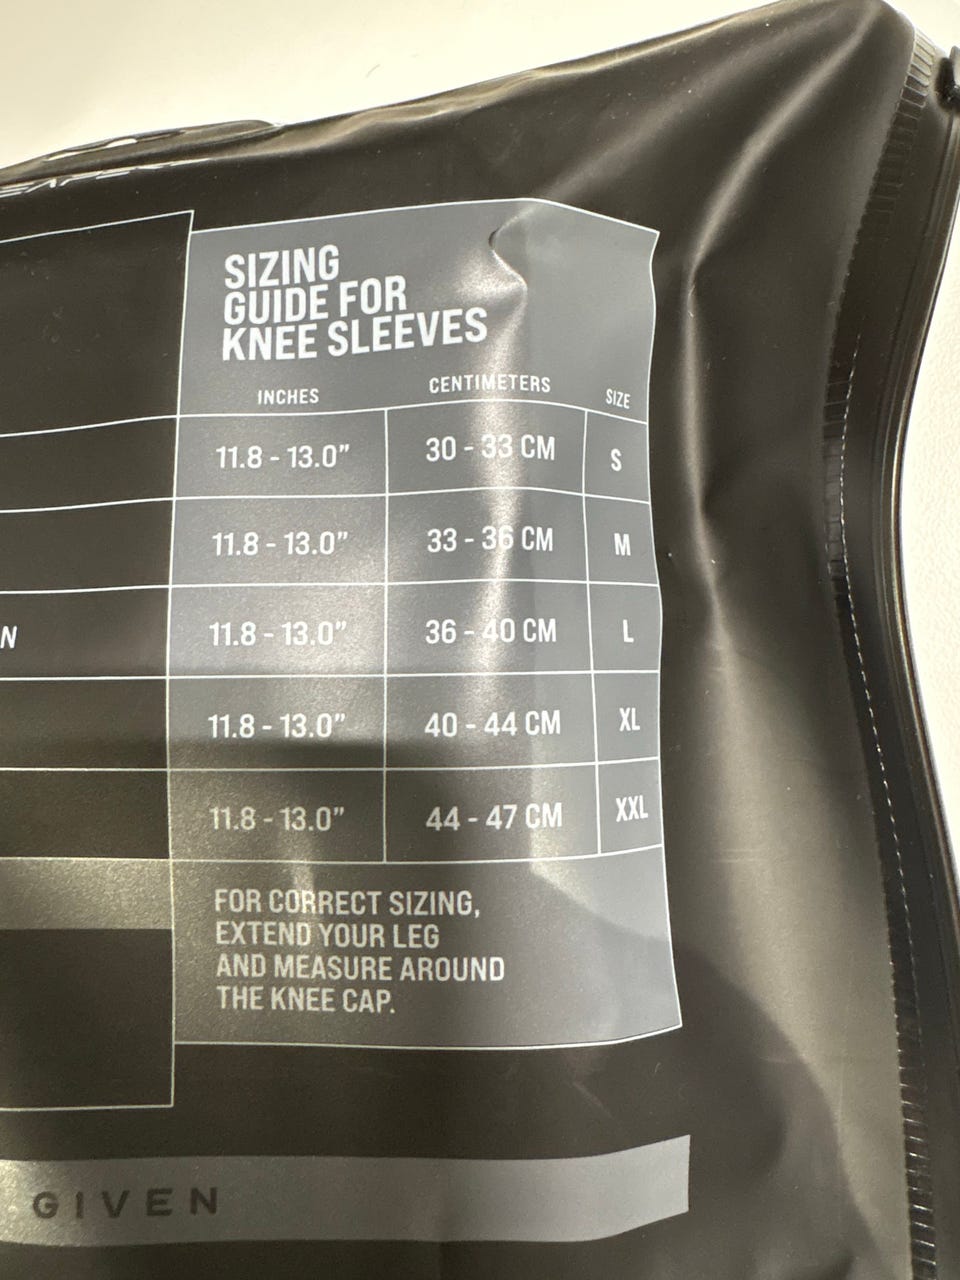 SIZING
GUIDE FOR
KNEE SLEEVES
INCHES CENTIMETERS SIZE
11.8 - 13.0" 30 - 33 CM S
11.8 - 13.0" 33 - 36 CM M
11.8 - 13.0" 36 - 40 CM L
11.8 - 13.0" 40 - 44 CM XL
11.8 - 13.0" 44 - 47 CM XXL
FOR CORRECT SIZING,
EXTEND YOUR LEG
AND MEASURE AROUND
THE KNEE CAP.
GIVEN